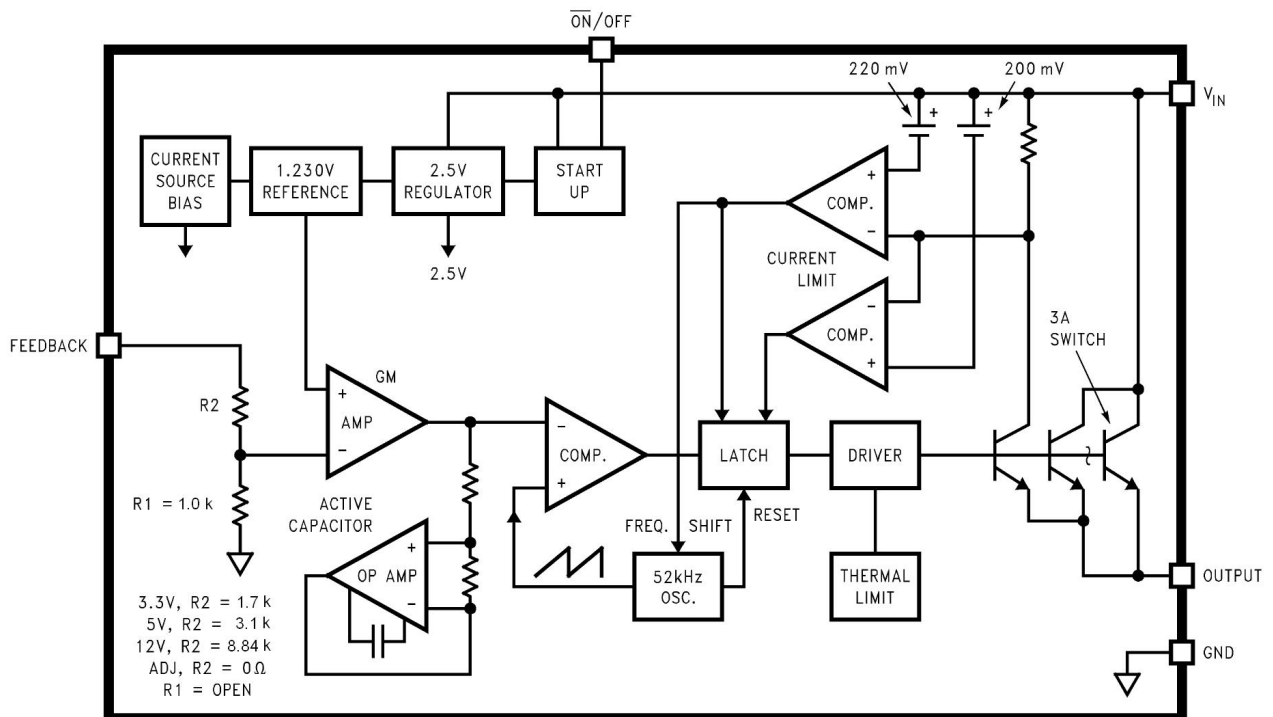 ON/OFF
220 mV
200 mV
VIN
CURRENT
SOURCE
BIAS
1.230V
REFERENCE
2.5V
REGULATOR
START
UP
2.5V
+
+
+
COMP.
−
CURRENT
LIMIT
−
COMP.
+
3A
SWITCH
FEEDBACK
R2
R1 = 1.0 k
GM
+
AMP
−
−
COMP.
+
LATCH
DRIVER
ACTIVE
CAPACITOR
+
OP AMP
−
FREQ. SHIFT
RESET
52kHz
OSC.
THERMAL
LIMIT
OUTPUT
GND
3.3V, R2 = 1.7 k
5V, R2 = 3.1 k
12V, R2 = 8.84 k
ADJ, R2 = 0 Ω
R1 = OPEN